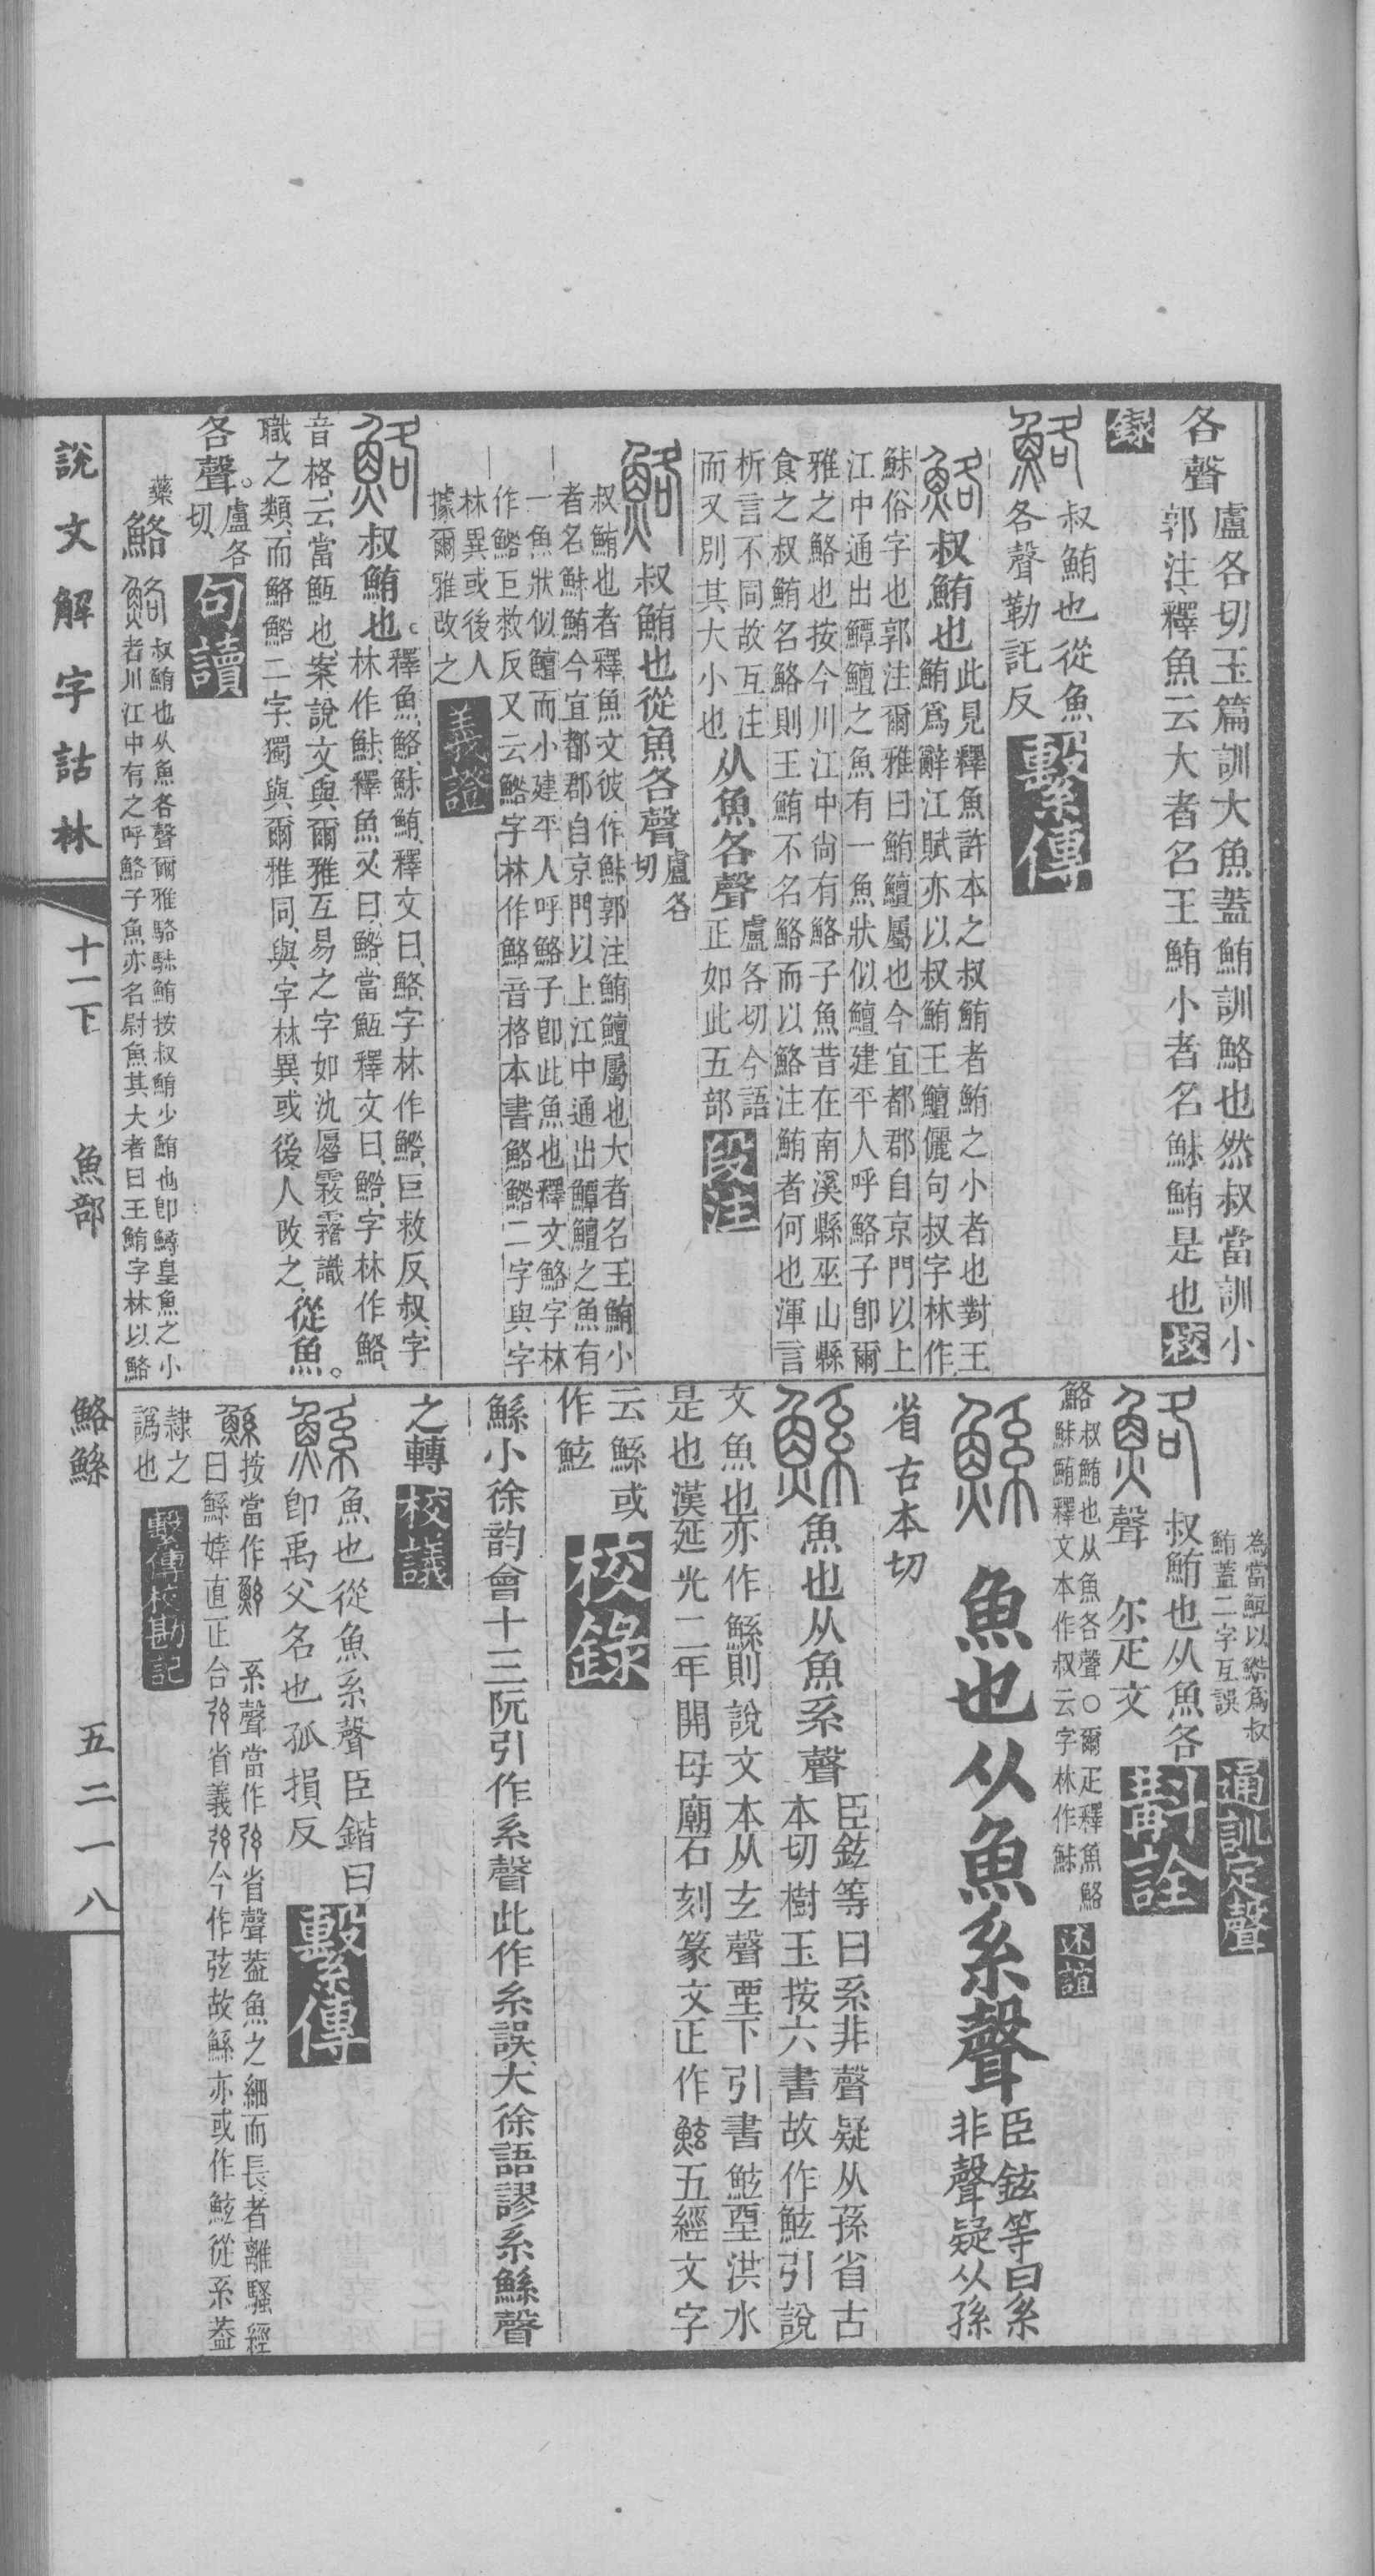 各聲
盧各切玉篇訓大魚蓋鮪訓鮥也然叔當訓小
郭注釋魚云大者名王鮪小者名鮛鮪是也校
錄
叔鮪也從魚
各聲勒託反
繫傳
叔鮪也
此見釋魚許本之叔鮪者鮪之小者也對王
鮪爲辭江賦亦以叔鮪王鱣儷句叔字林作
鮛俗字也郭注爾雅曰鮪鱣屬也今宜都郡自京門以上
江中通出鱏鱣之魚有一魚狀似鱣建平人呼鮥子卽爾
雅之鮥也按今川江中尙有鮥子魚昔在南溪縣巫山縣
食之叔鮪名鮥則王鮪不名鮥而以鮥注鮪者何也渾言
析言不同故互注
而又別其大小也
从魚各聲
盧各切今語
正如此五部
段注
叔鮪也從魚各聲
盧各
切
叔鮪也者釋魚文彼作鮛郭注鮪鱣屬也大者名王鮪小
者名鮛鮪今宜都郡自京門以上江中通出鱏鱣之魚有
一魚狀似鱣而小建平人呼鮥子卽此魚也釋文鮥字林
作鮥巨救反又云鮥字林作鮥音格本書鮥鮥二字與字
林異或後人
據爾雅改之
義證
叔鮪也
釋魚鮥鮛鮪釋文曰鮥字林作鮥巨救反叔字
林作鮛釋魚又曰鮥當魱釋文曰鮥字林作鮥
音格云當魱也案說文與爾雅互易之字如氿厬霧霿識
職之類而鮥鮥二字獨與爾雅同與字林異或後人改之
從魚
各聲
盧各
切
句讀
藥
鮥
叔鮪也从魚各聲爾雅鮥鮛鮪按叔鮪少鮪也卽鱘皇魚之小
者川江中有之呼鮥子魚亦名尉魚其大者曰王鮪字林以鮥
說文解字詁林
十一下
魚部
鮥鯀
五二一八
為當魱以鮥爲叔
鮪蓋二字互誤
通訓定聲
叔鮪也从魚各
聲 尔疋文
斠詮
鮥
叔鮪也从魚各聲○爾疋釋魚鮥
鮛鮪釋文本作叔云字林作鮛
述誼
鯀
魚也从魚系聲
臣鉉等曰系
非聲疑从孫
省古本切
魚也从魚系聲
臣鉉等曰系非聲疑从孫省古
本切樹玉按六書故作鮌引說
文魚也亦作鯀則說文本从玄聲堊下引書鮌堊洪水
是也漢延光二年開母廟石刻篆文正作鮌五經文字
云鯀或
作鮌
校錄
鯀小徐韵會十三阮引作系聲此作糸誤大徐語謬系鯀聲
之轉
校議
魚也從魚系聲臣鍇曰
卽禹父名也孤損反
繫傳
鯀
按當作鯀 系聲當作𢎺省聲蓋魚之細而長者離騷經
曰鯀婞直正合𢎺省義𢎺今作弦故鯀亦或作鮌從系蓋
隸之
譌也
繫傳校勘記